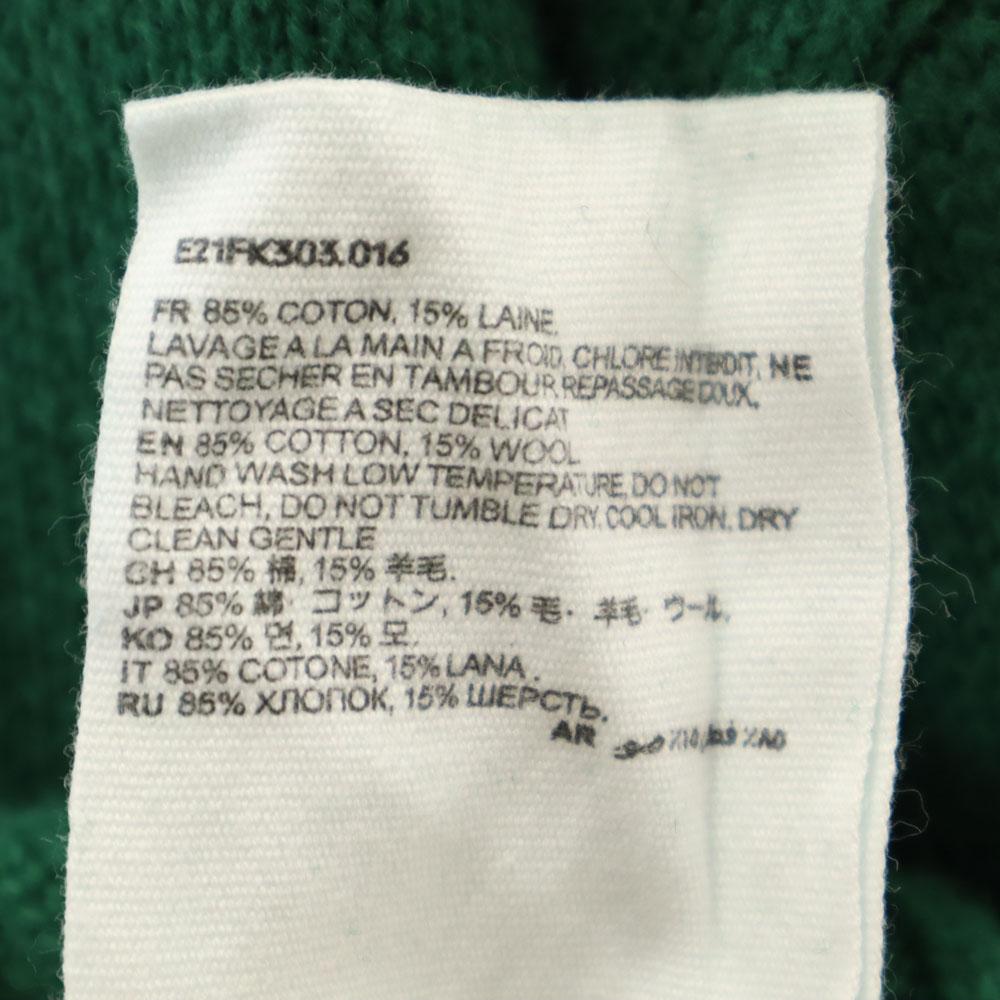 E21FK303.016
FR 85% COTON, 15% LAINE.
LAVAGE A LA MAIN A FROID, CHLORE INTERDIT, NE
PAS SECHER EN TAMBOUR REPASSAGE DOUX,
NETTOYAGE A SEC DELICAT
EN 85% COTTON, 15% WOOL
HAND WASH LOW TEMPERATURE, DO NOT
BLEACH, DO NOT TUMBLE DRY, COOL IRON, DRY
CLEAN GENTLE
CH 85% 棉, 15% 羊毛.
JP 85% 綿・コットン, 15% 毛・羊毛・ウール.
KO 85% 면, 15% 모.
IT 85% COTONE, 15% LANA.
RU 85% ХЛОПОК, 15% ШЕРСТЬ.
AR